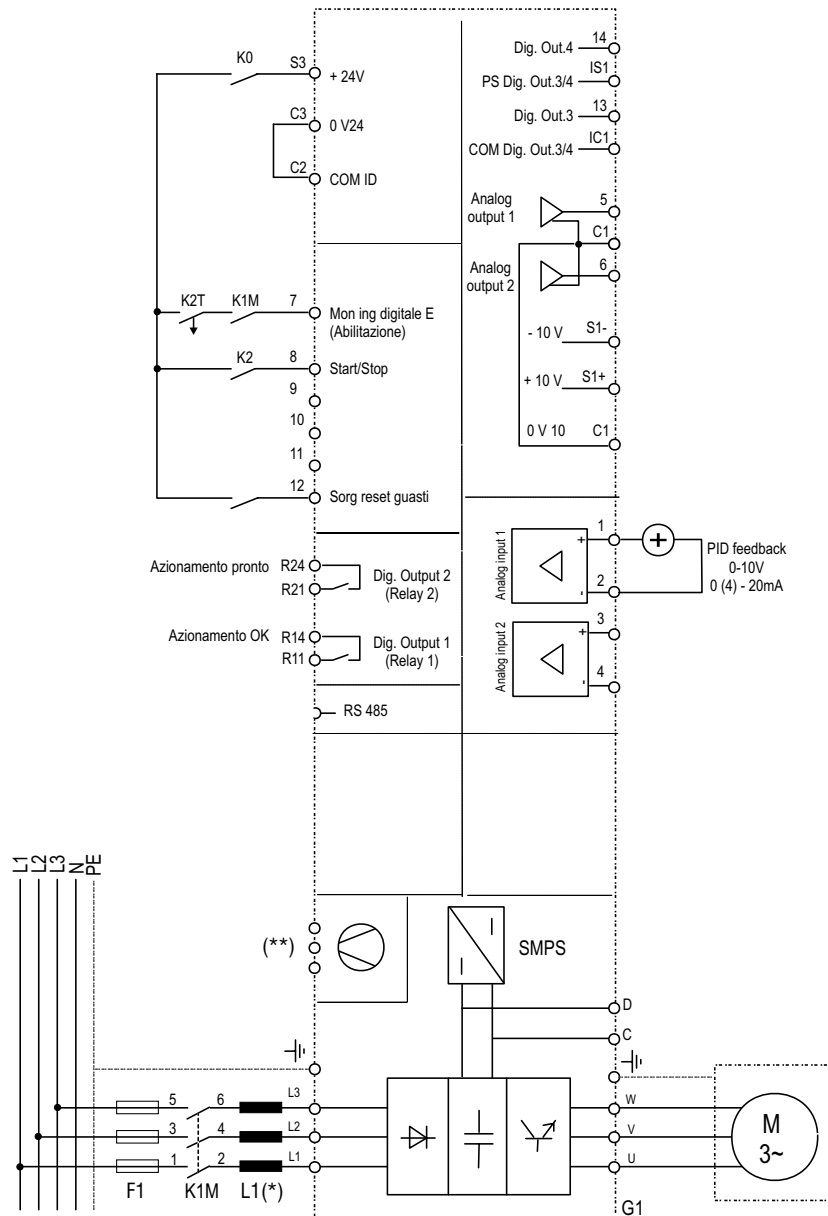 K0
S3
+ 24V
C3
0 V24
C2
COM ID
K2T
K1M
7
Mon ing digitale E
(Abilitazione)
K2
8
Start/Stop
9
10
11
12
Sorg reset guasti
Azionamento pronto
R24
R21
Dig. Output 2
(Relay 2)
Azionamento OK
R14
R11
Dig. Output 1
(Relay 1)
RS 485
Dig. Out.4
14
PS Dig. Out.3/4
IS1
Dig. Out.3
13
COM Dig. Out.3/4
IC1
Analog
output 1
5
C1
Analog
output 2
6
- 10 V
S1-
+ 10 V
S1+
0 V 10
C1
Analog input 1
+
-
1
2
+
PID feedback
0-10V
0 (4) - 20mA
Analog input 2
+
-
3
4
L1
L2
L3
N
PE
(**)
SMPS
D
C
5
6
L3
W
3
4
L2
V
1
2
L1
U
F1
K1M
L1(*)
M
3~
G1